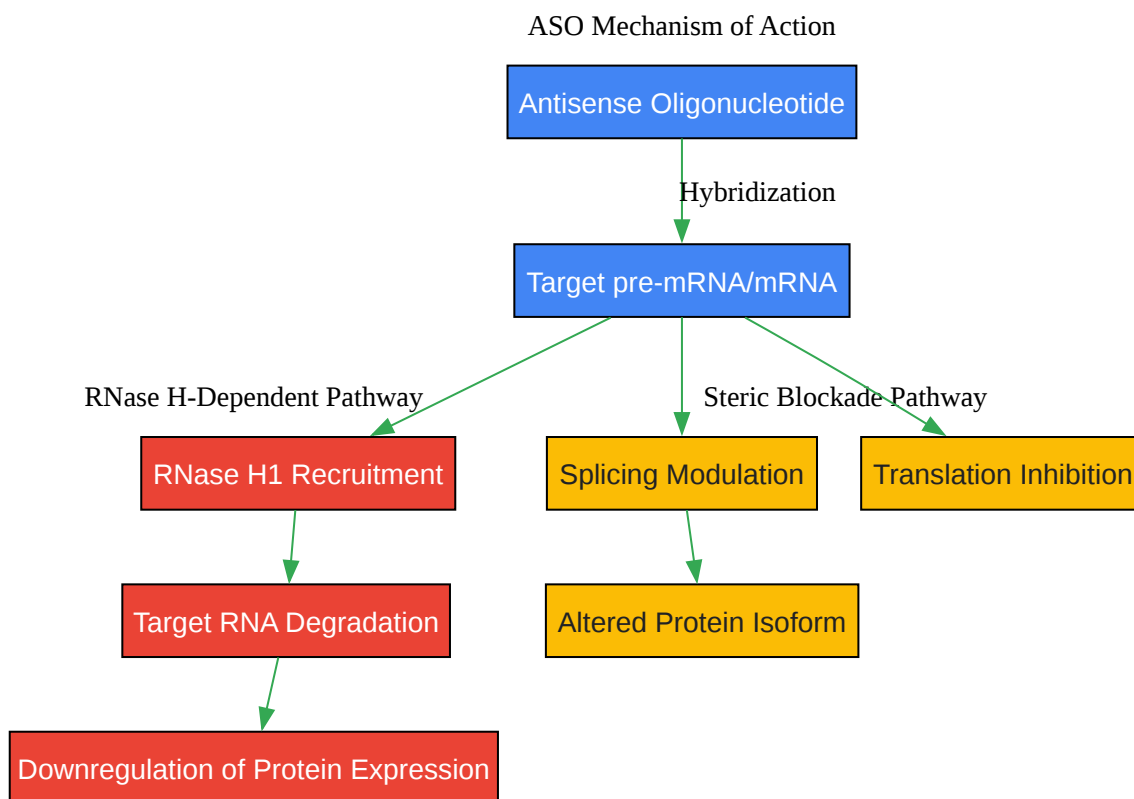 ASO Mechanism of Action
Antisense Oligonucleotide
Hybridization
Target pre-mRNA/mRNA
RNase H-Dependent Pathway
Steric Blockade Pathway
RNase H1 Recruitment
Splicing Modulation
Translation Inhibition
Target RNA Degradation
Altered Protein Isoform
Downregulation of Protein Expression